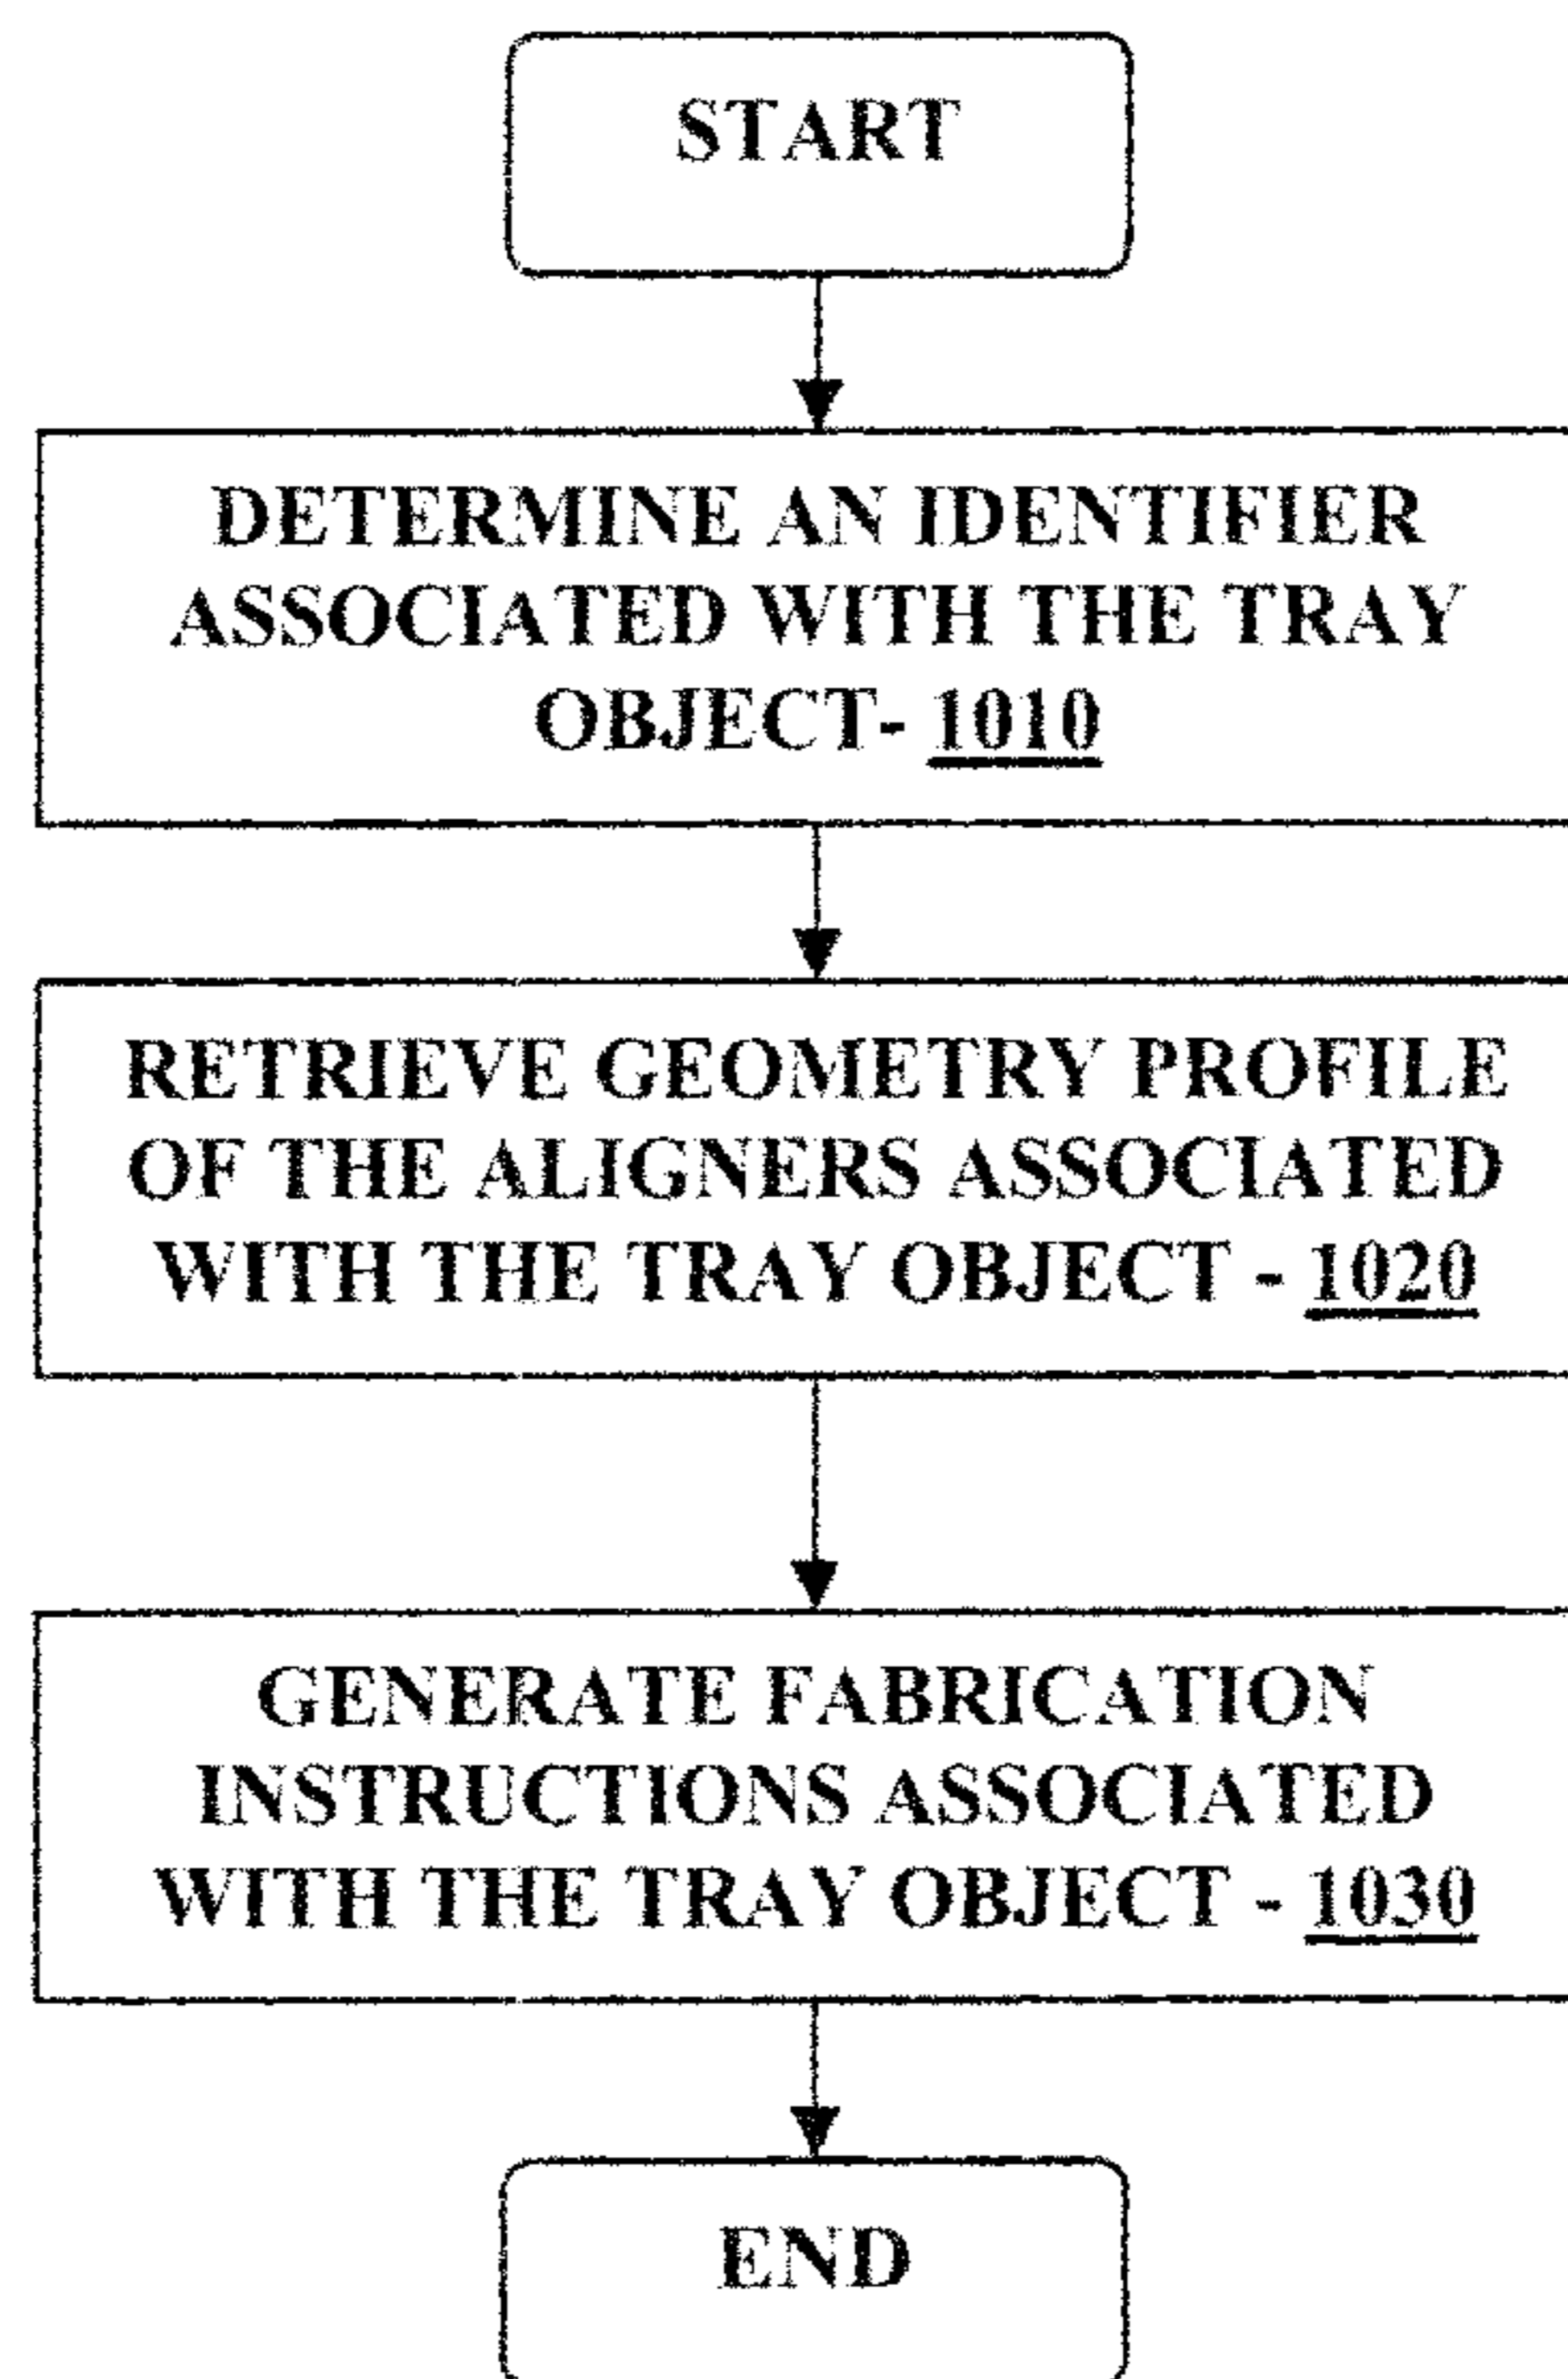 START
DETERMINE AN IDENTIFIER
ASSOCIATED WITH THE TRAY
OBJECT- 1010
RETRIEVE GEOMETRY PROFILE
OF THE ALIGNERS ASSOCIATED
WITH THE TRAY OBJECT - 1020
GENERATE FABRICATION
INSTRUCTIONS ASSOCIATED
WITH THE TRAY OBJECT - 1030
END